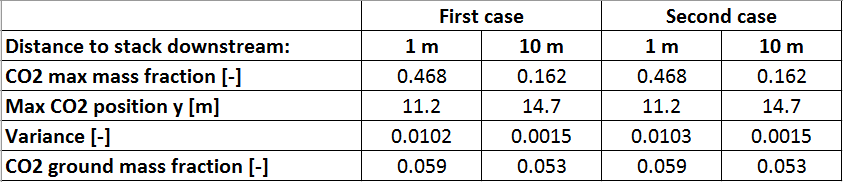 First case Second case
Distance to stack downstream: 1 m 10 m 1 m 10 m
CO2 max mass fraction [-] 0.468 0.162 0.468 0.162
Max CO2 position y [m] 11.2 14.7 11.2 14.7
Variance [-] 0.0102 0.0015 0.0103 0.0015
CO2 ground mass fraction [-] 0.059 0.053 0.059 0.053